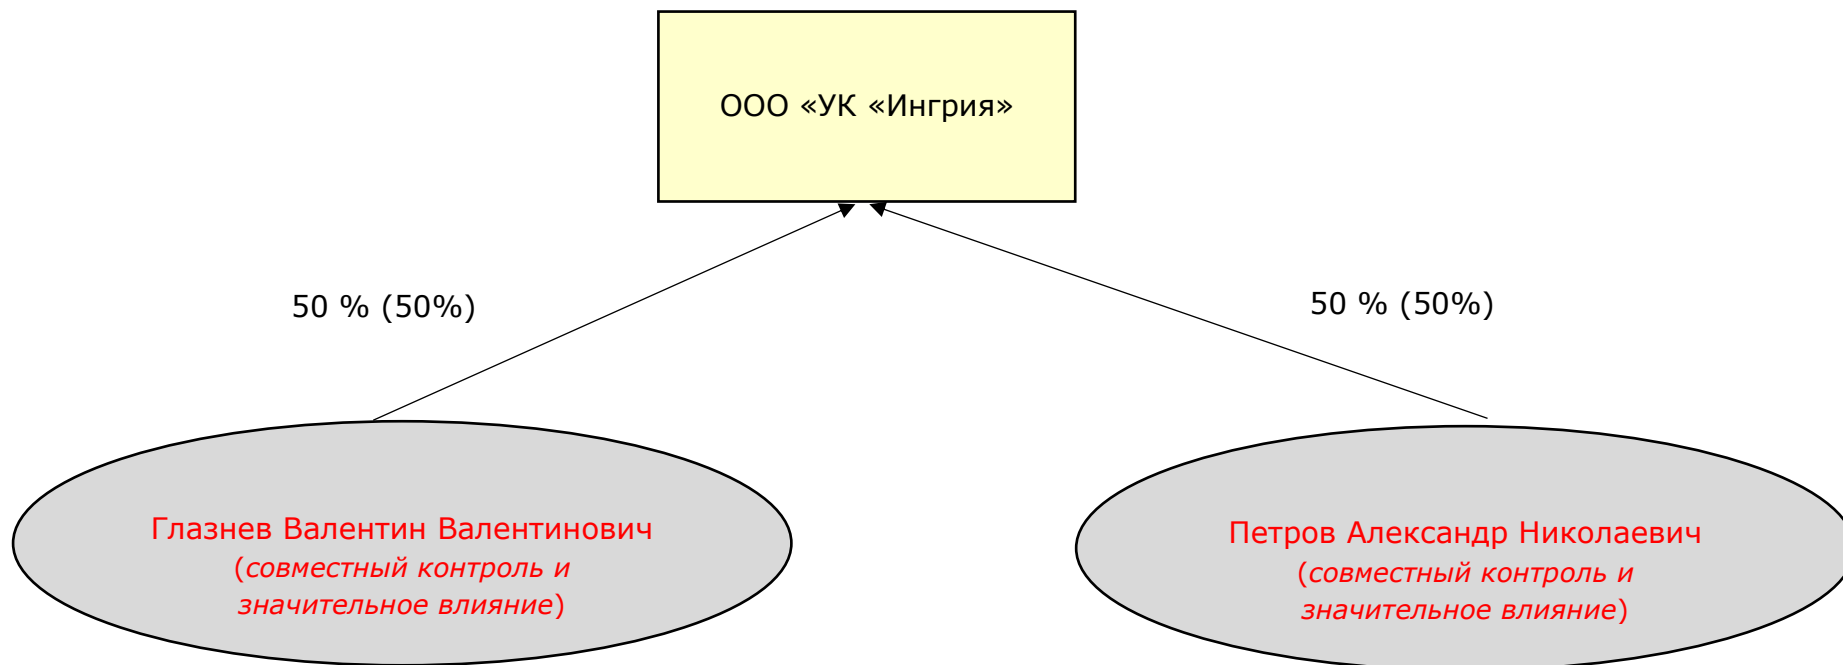 ООО «УК «Ингрия»
50 % (50%)
50 % (50%)
Глазнев Валентин Валентинович
(совместный контроль и
значительное влияние)
Петров Александр Николаевич
(совместный контроль и
значительное влияние)